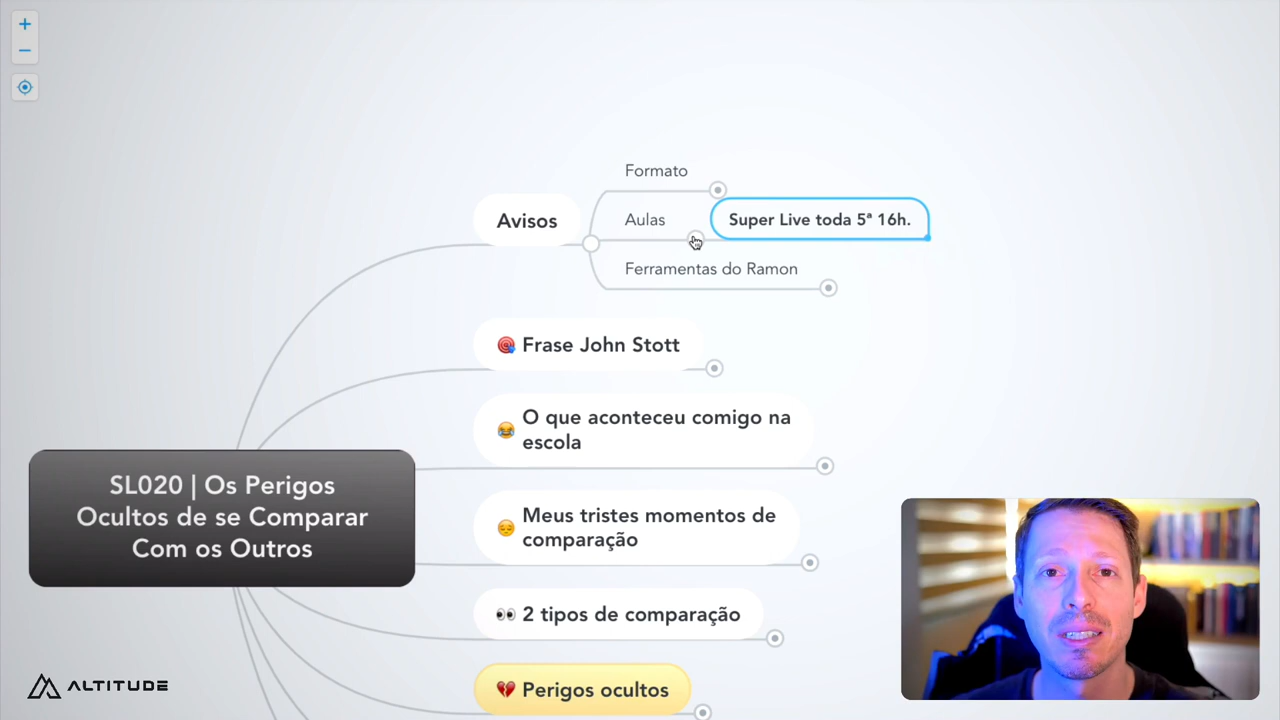 Formato
Avisos
Aulas
Super Live toda 5ª 16h.
Ferramentas do Ramon
Frase John Stott
O que aconteceu comigo na
escola
SL020 | Os Perigos
Ocultos de se Comparar
Com os Outros
Meus tristes momentos de
comparação
2 tipos de comparação
Perigos ocultos
ALTITUDE